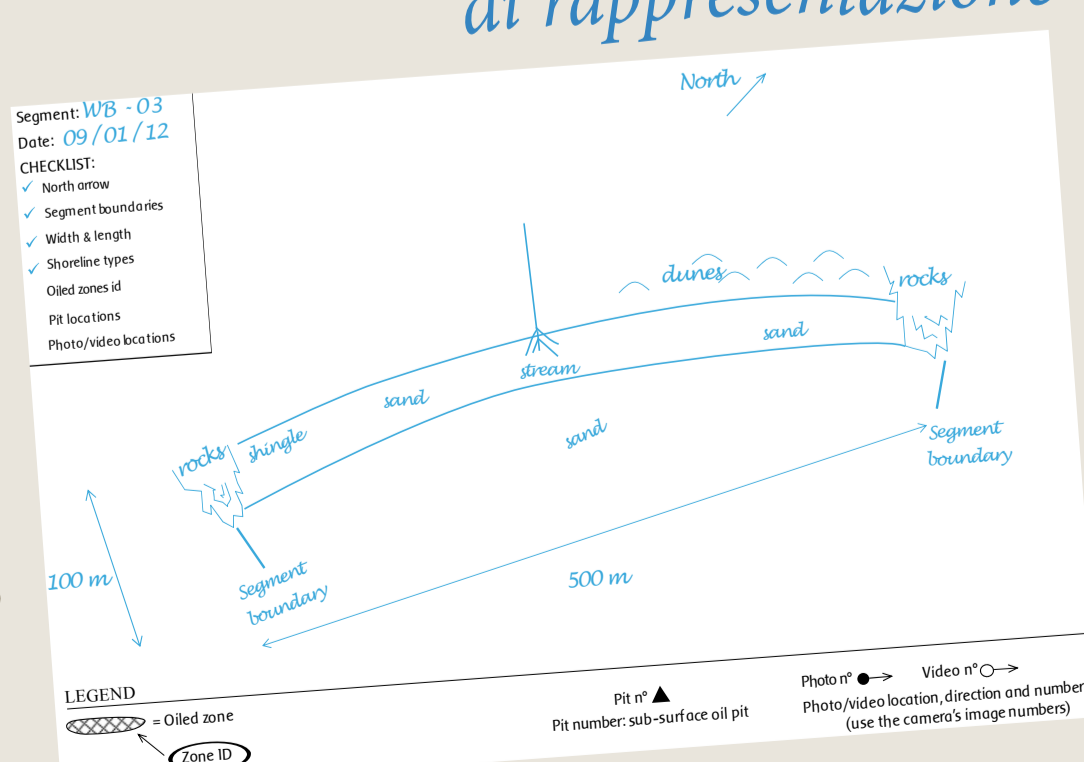 di rappresentazione
Segment: WB - 03
Date: 09/01/12
CHECKLIST:
✓ North arrow
✓ Segment boundaries
✓ Width & length
✓ Shoreline types
Oiled zones id
Pit locations
Photo/video locations
North
dunes
rocks
sand
stream
sand
sand
shingle
rocks
Segment
boundary
100 m
Segment
boundary
500 m
LEGEND
= Oiled zone
Zone ID
Pit n°
Pit number: sub-surface oil pit
Photo n°
Video n°
Photo/video location, direction and number
(use the camera's image numbers)